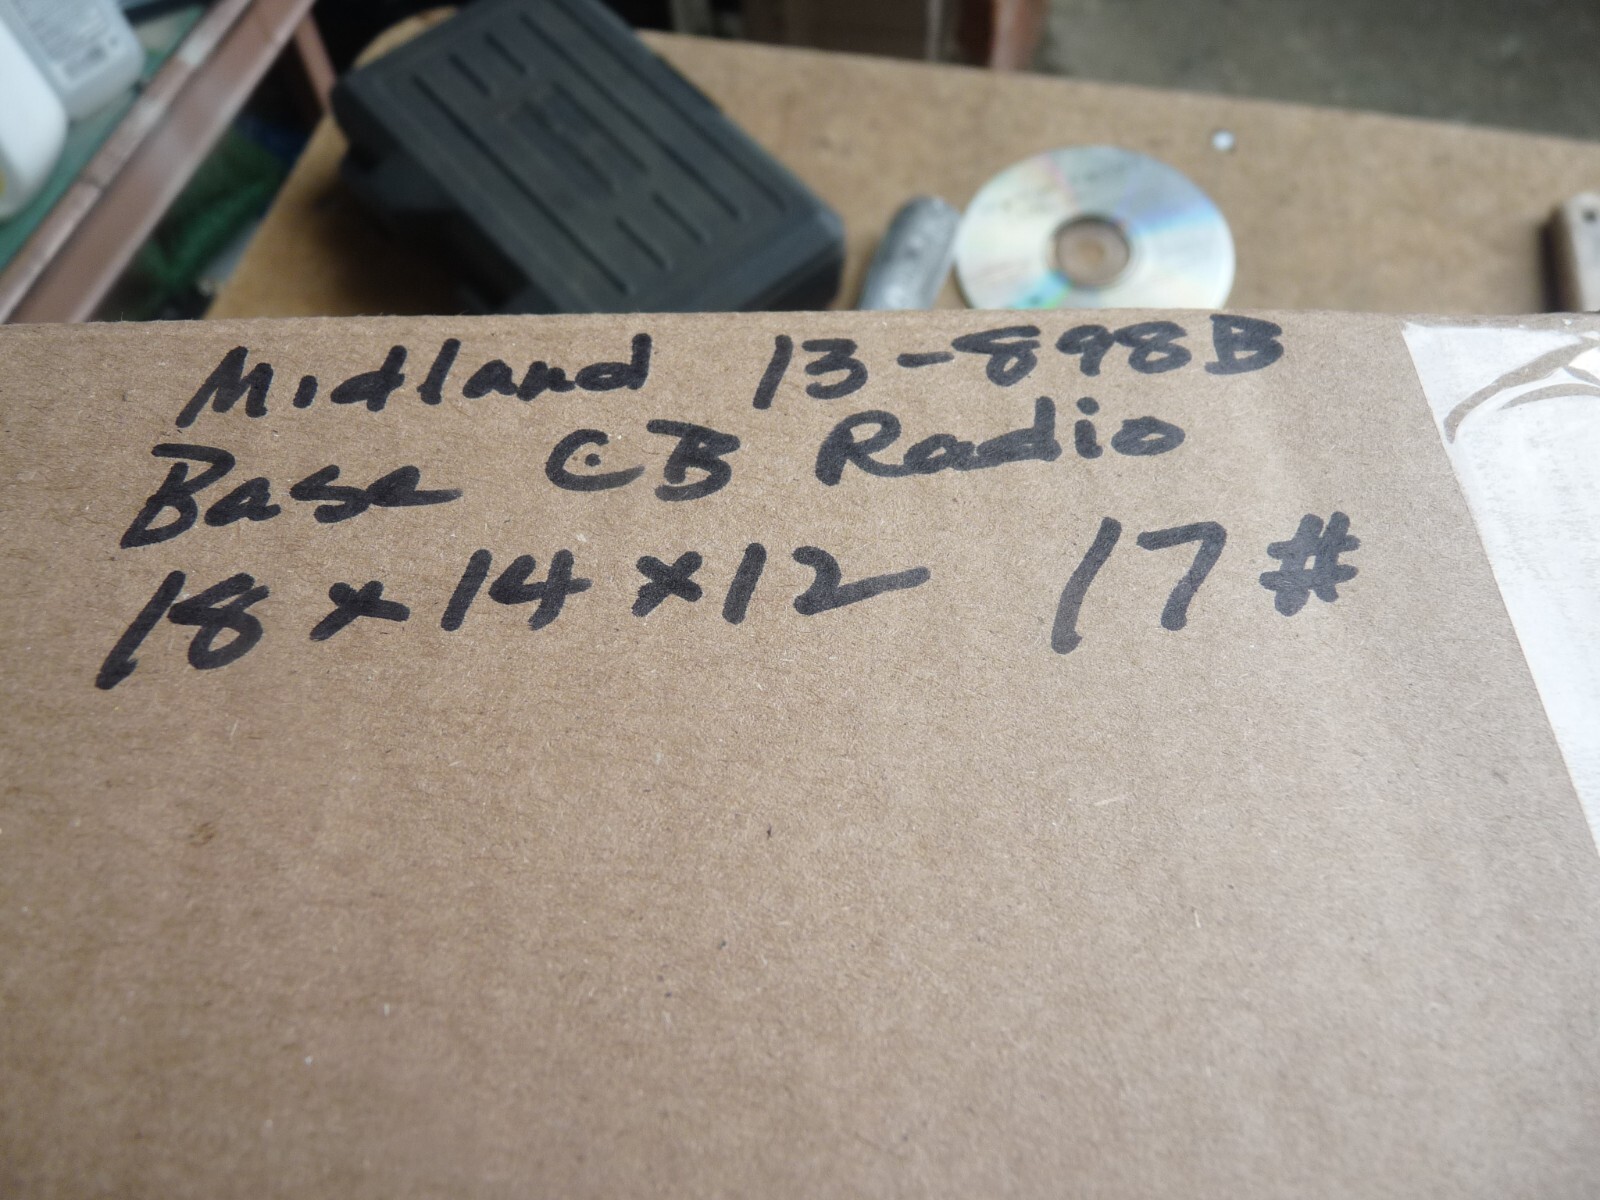 Midland 13-898B
Base CB Radio
18 x 14 x 12 17#